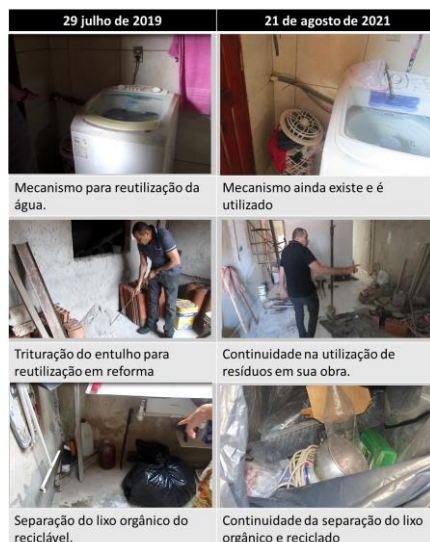 29 julho de 2019
21 de agosto de 2021
Mecanismo para reutilização da
água.
Mecanismo ainda existe e é
utilizado
Trituração do entulho para
reutilização em reforma
Continuidade na utilização de
resíduos em sua obra.
Separação do lixo orgânico do
reciclável.
Continuidade da separação do lixo
orgânico e reciclado